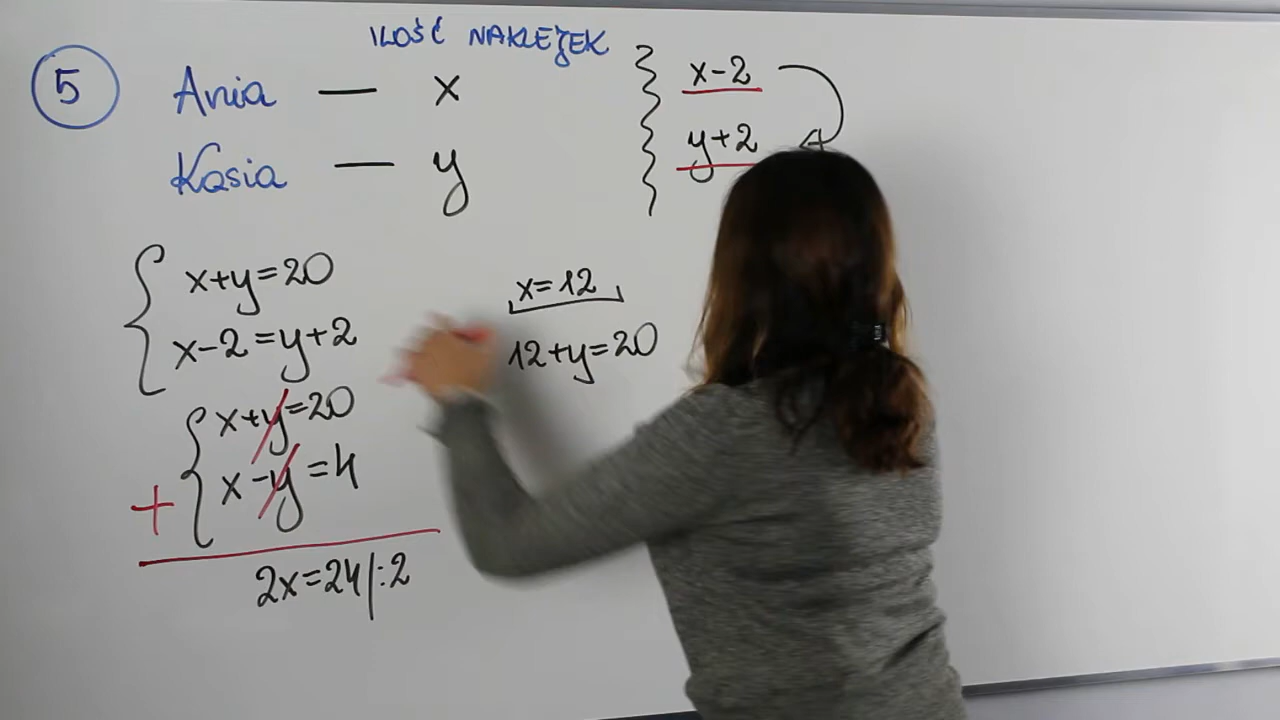 5
ILOŚĆ NAKLEJEK
Ania — x
Kasia — y
x-2
y+2
x+y=20
x-2=y+2
x+y=20
+ x-y=4
2x=24|:2
x=12
12+y=20